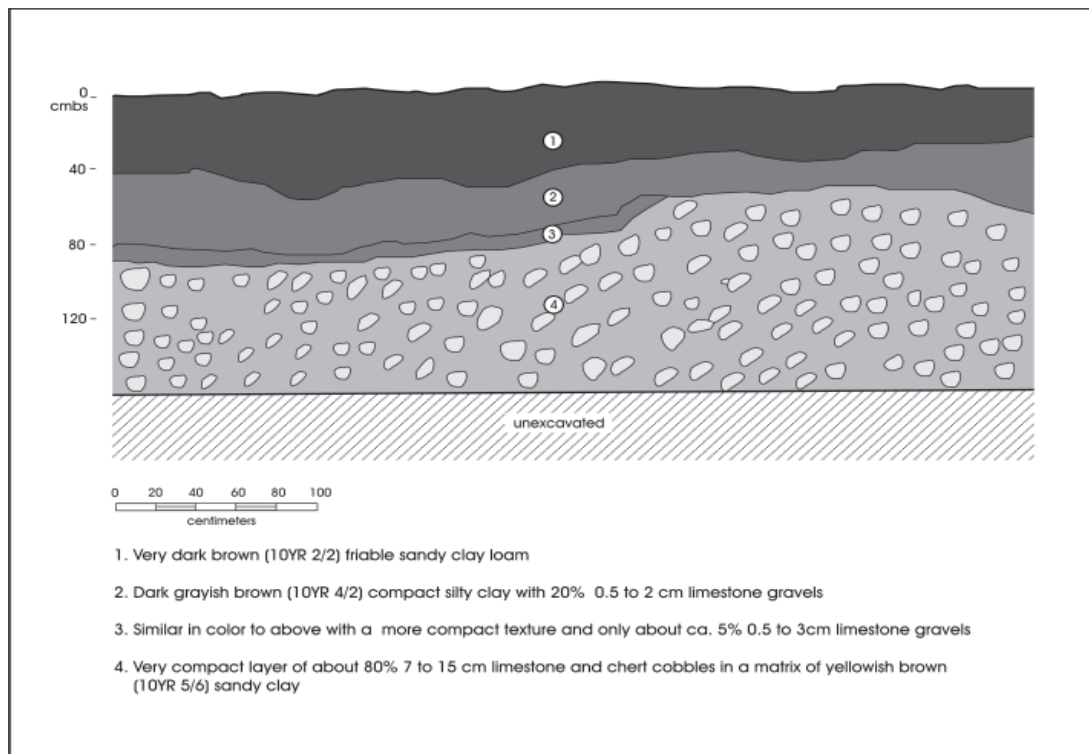 0
cmbs
1
40
2
3
80
4
120
unexcavated
0 20 40 60 80 100
centimeters
1. Very dark brown (10YR 2/2) friable sandy clay loam
2. Dark grayish brown (10YR 4/2) compact silty clay with 20% 0.5 to 2 cm limestone gravels
3. Similar in color to above with a more compact texture and only about ca. 5% 0.5 to 3cm limestone gravels
4. Very compact layer of about 80% 7 to 15 cm limestone and chert cobbles in a matrix of yellowish brown
(10YR 5/6) sandy clay